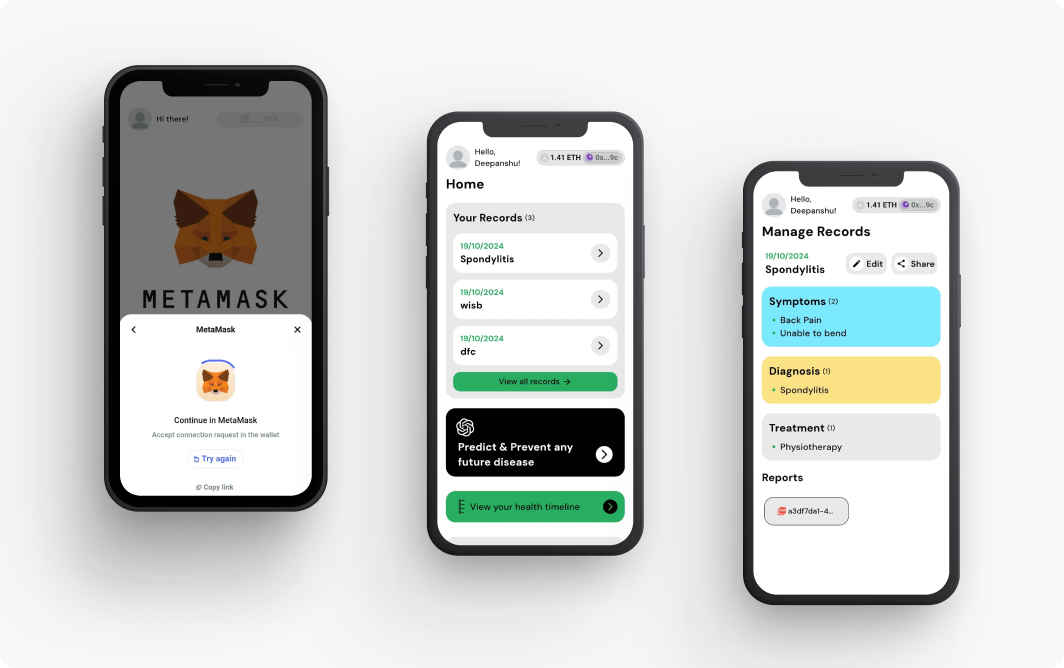 Hi there!
ETH
METAMASK
MetaMask
Continue in MetaMask
Accept connection request in the wallet
Try again
Copy link
Hello,
Deepanshu!
1.41 ETH
0x...9c
Home
Your Records (3)
19/10/2024
Spondylitis
19/10/2024
wisb
19/10/2024
dfc
View all records →
Predict & Prevent any
future disease
View your health timeline
Hello,
Deepanshu!
1.41 ETH
0x...9c
Manage Records
19/10/2024
Spondylitis
Edit
Share
Symptoms (2)
• Back Pain
• Unable to bend
Diagnosis (1)
• Spondylitis
Treatment (1)
• Physiotherapy
Reports
a3df7da1-4...